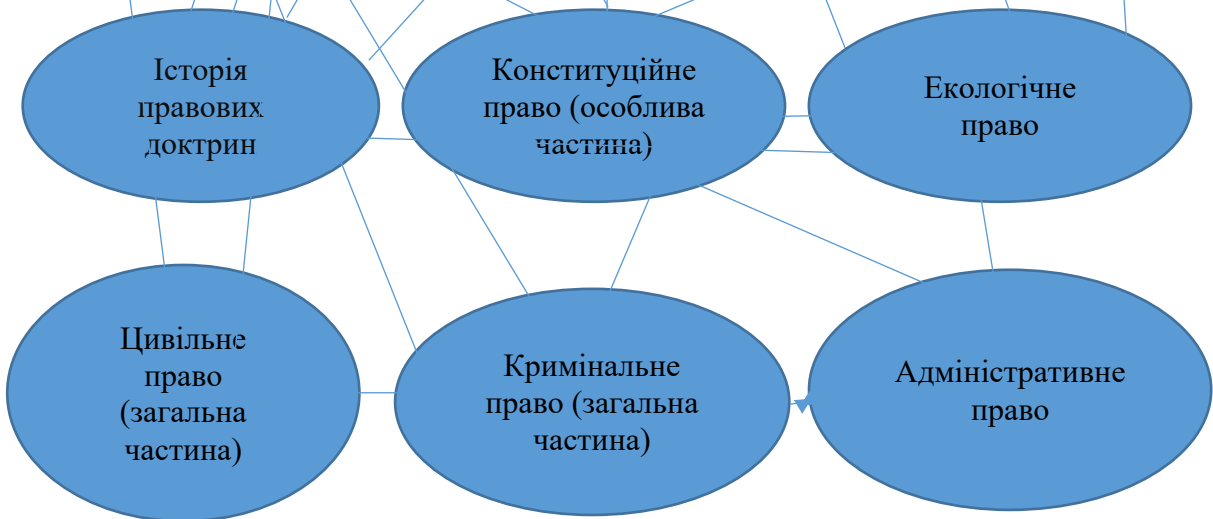 Історія
правових
доктрин
Конституційне
право (особлива
частина)
Екологічне
право
Цивільне
право
(загальна
частина)
Кримінальне
право (загальна
частина)
Адміністративне
право